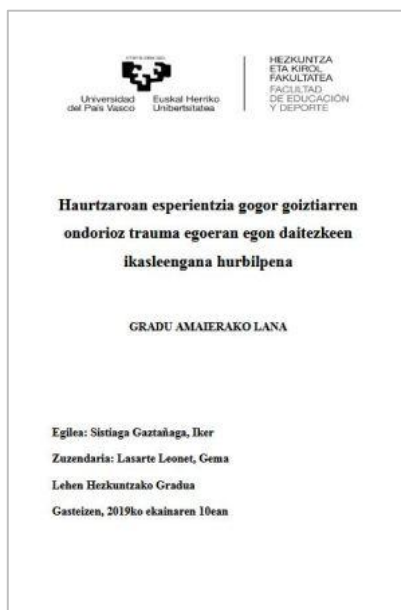 Universidad del País Vasco
Euskal Herriko Unibertsitatea
HEZKUNTZA
ETA KIROL
FAKULTATEA
FACULTAD
DE EDUCACIÓN
Y DEPORTE
Haurtzaroan esperientzia gogor goiztiarren
ondorioz trauma egoeran egon daitezkeen
ikasleengana hurbilpena
GRADU AMAIERAKO LANA
Egilea: Sistiaga Gaztañaga, Iker
Zuzendaria: Lasarte Leonet, Gema
Lehen Hezkuntzako Gradua
Gasteizen, 2019ko ekainaren 10ean